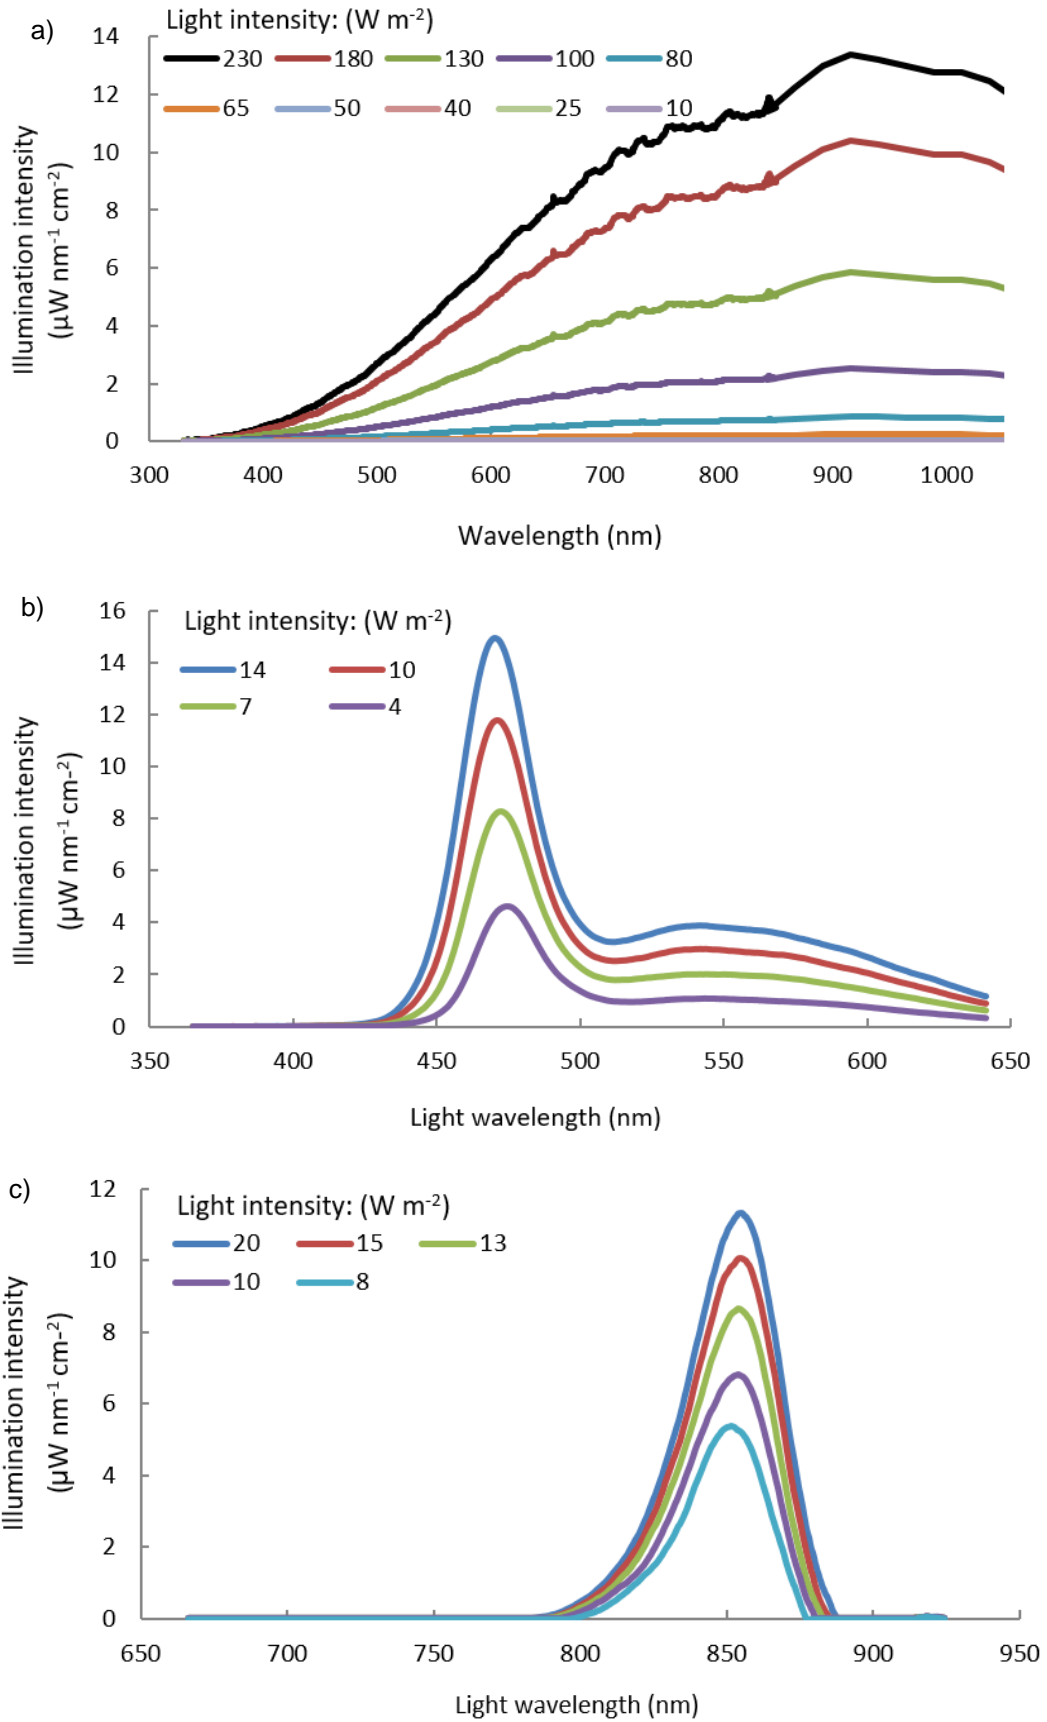 a)
Light intensity: (W m-2)
230 180 130 100 80
65 50 40 25 10
Illumination intensity
(µW nm-1 cm-2)
14
12
10
8
6
4
2
0
300 400 500 600 700 800 900 1000
Wavelength (nm)
b)
Light intensity: (W m-2)
14 10
7 4
Illumination intensity
(µW nm-1 cm-2)
16
14
12
10
8
6
4
2
0
350 400 450 500 550 600 650
Light wavelength (nm)
c)
Light intensity: (W m-2)
20 15 13
10 8
Illumination intensity
(µW nm-1 cm-2)
12
10
8
6
4
2
0
650 700 750 800 850 900 950
Light wavelength (nm)